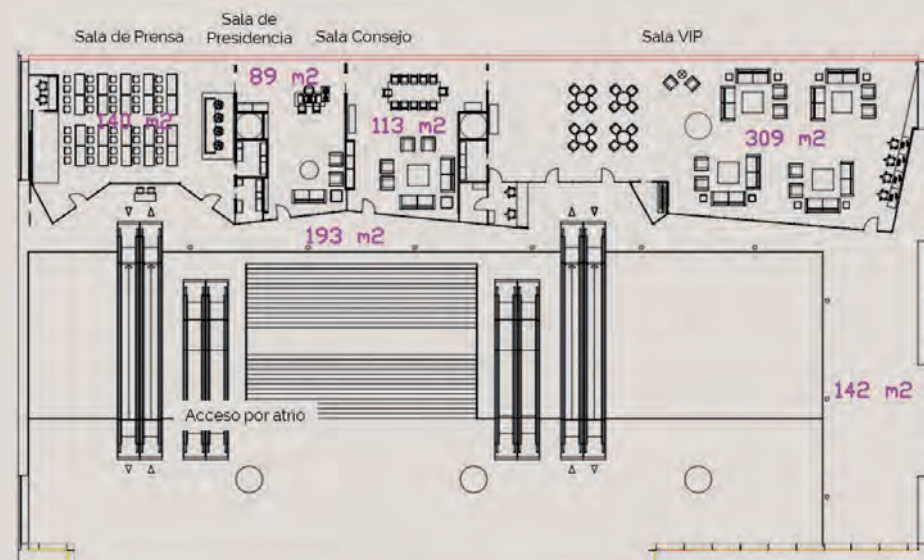 Sala de Prensa
Sala de
Presidencia
Sala Consejo
Sala VIP
140 m2
89 m2
113 m2
309 m2
193 m2
142 m2
Acceso por atrio